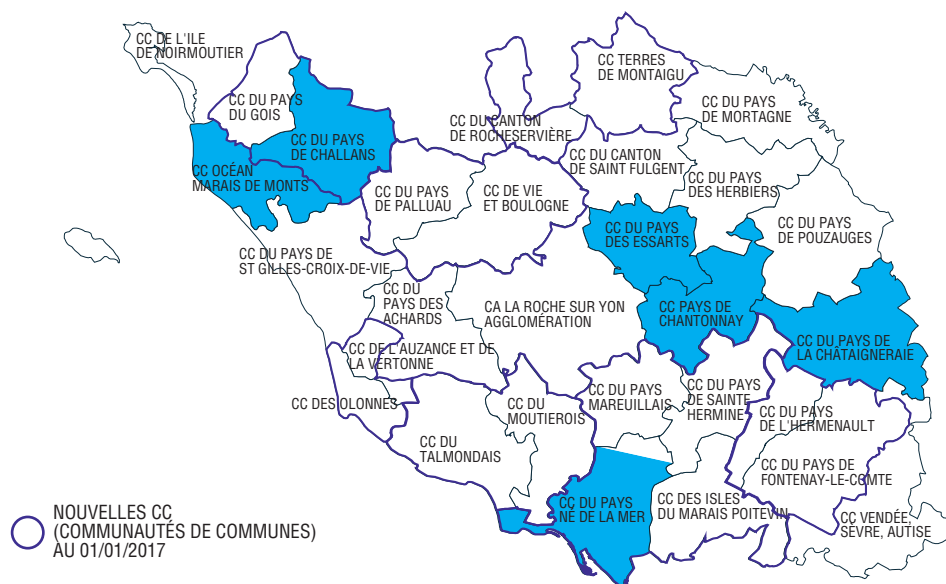 CC DE L'ILE
DE NOIRMOUTIER
CC TERRES
DE MONTAIGU
CC DU PAYS
DU GOIS
CC DU PAYS
DE MORTAGNE
CC DU CANTON
DE ROCHESERVIÈRE
CC DU PAYS
DE CHALLANS
CC DU CANTON
DE SAINT FULGENT
CC OCÉAN
MARAIS DE MONTS
CC DU PAYS
DES HERBIERS
CC DU PAYS
DE PALLUAU
CC DE VIE
ET BOULOGNE
CC DU PAYS
DES ESSARTS
CC DU PAYS
DE POUZAUGES
CC DU PAYS DE
ST GILLES-CROIX-DE-VIE
CC DU
PAYS DES
ACHARDS
CA LA ROCHE SUR YON
AGGLOMÉRATION
CC PAYS DE
CHANTONNAY
CC DU PAYS DE
LA CHÂTAIGNERAIE
CC DE L'AUZANCE ET DE
LA VERTONNE
CC DES OLONNES
CC DU
MOUTIEROIS
CC DU PAYS
MAREUILLAIS
CC DU PAYS
DE SAINTE
HERMINE
CC DU PAYS
DE L'HERMENAULT
CC DU
TALMONDAIS
CC DU PAYS DE
FONTENAY-LE-COMTE
CC DU PAYS
NÉ DE LA MER
CC DES ISLES
DU MARAIS POITEVIN
CC VENDÉE,
SÈVRE, AUTISE
NOUVELLES CC
(COMMUNAUTÉS DE COMMUNES)
AU 01/01/2017